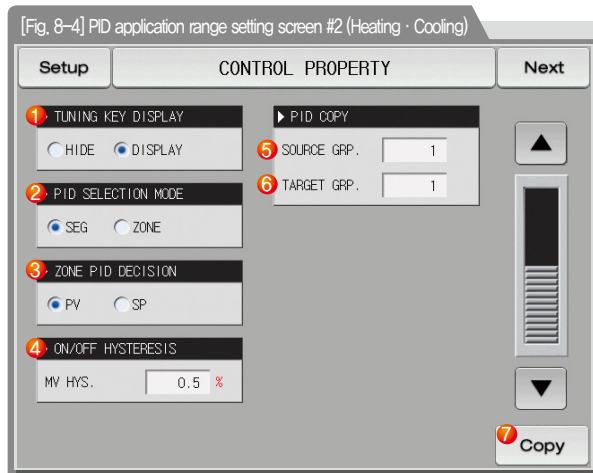 [Fig. 8-4] PID application range setting screen #2 (Heating · Cooling)
Setup
CONTROL PROPERTY
Next
1 TUNING KEY DISPLAY
HIDE DISPLAY
2 PID SELECTION MODE
SEG ZONE
3 ZONE PID DECISION
PV SP
4 ON/OFF HYSTERESIS
MV HYS. 0.5 %
▶ PID COPY
5 SOURCE GRP. 1
6 TARGET GRP. 1
▲
▼
7 Copy